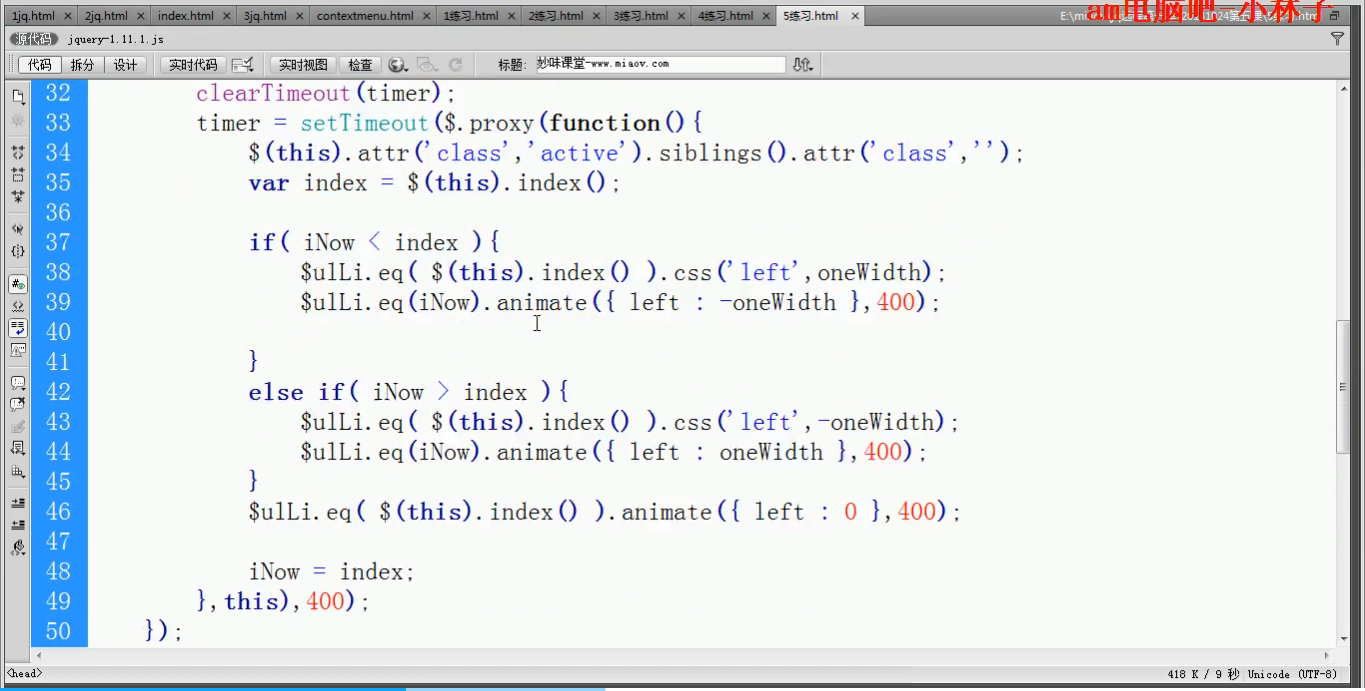 1jq.html × 2jq.html × index.html × 3jq.html × contextmenu.html × 1练习.html × 2练习.html × 3练习.html × 4练习.html × 5练习.html ×
am电脑吧-小林子
源代码 jquery-1.11.1.js
代码 拆分 设计 实时代码 实时视图 检查 标题: 妙味课堂-www.miaov.com
32 clearTimeout(timer);
33 timer = setTimeout($.proxy(function(){
34 $(this).attr('class','active').siblings().attr('class','');
35 var index = $(this).index();
36
37 if( iNow < index ){
38 $ulLi.eq( $(this).index() ).css('left',oneWidth);
39 $ulLi.eq(iNow).animate({ left : -oneWidth },400);
40
41 }
42 else if( iNow > index ){
43 $ulLi.eq( $(this).index() ).css('left',-oneWidth);
44 $ulLi.eq(iNow).animate({ left : oneWidth },400);
45 }
46 $ulLi.eq( $(this).index() ).animate({ left : 0 },400);
47
48 iNow = index;
49 },this),400);
50 });
<head> 418 K / 9 秒 Unicode (UTF-8)